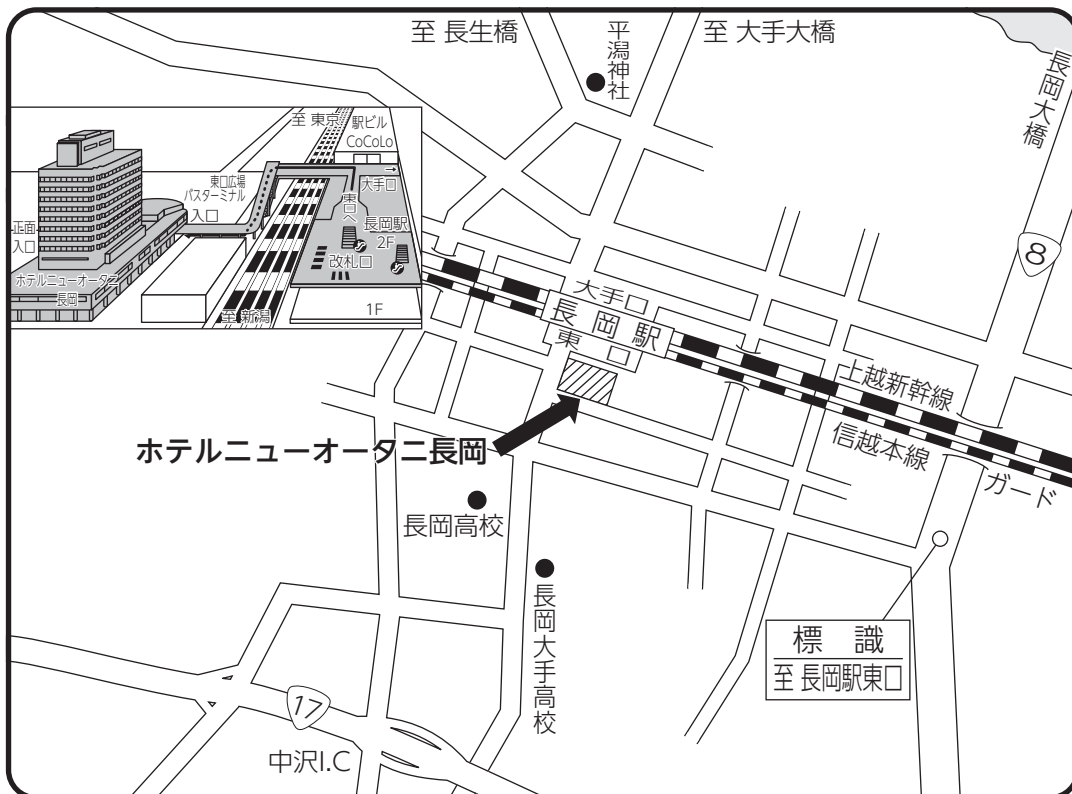 至 長生橋
平潟神社
至 大手大橋
長岡大橋
8
至 東京
駅ビル
CoCoLo
大手口
東口広場
バスターミナル
入口
東口へ
長岡駅
2F
改札口
正面
入口
ホテルニューオータニ
長岡
至 新潟
1F
大手口
長岡駅
東口
上越新幹線
信越本線
ガード
ホテルニューオータニ長岡
長岡高校
長岡大手高校
標 識
至 長岡駅東口
17
中沢I.C